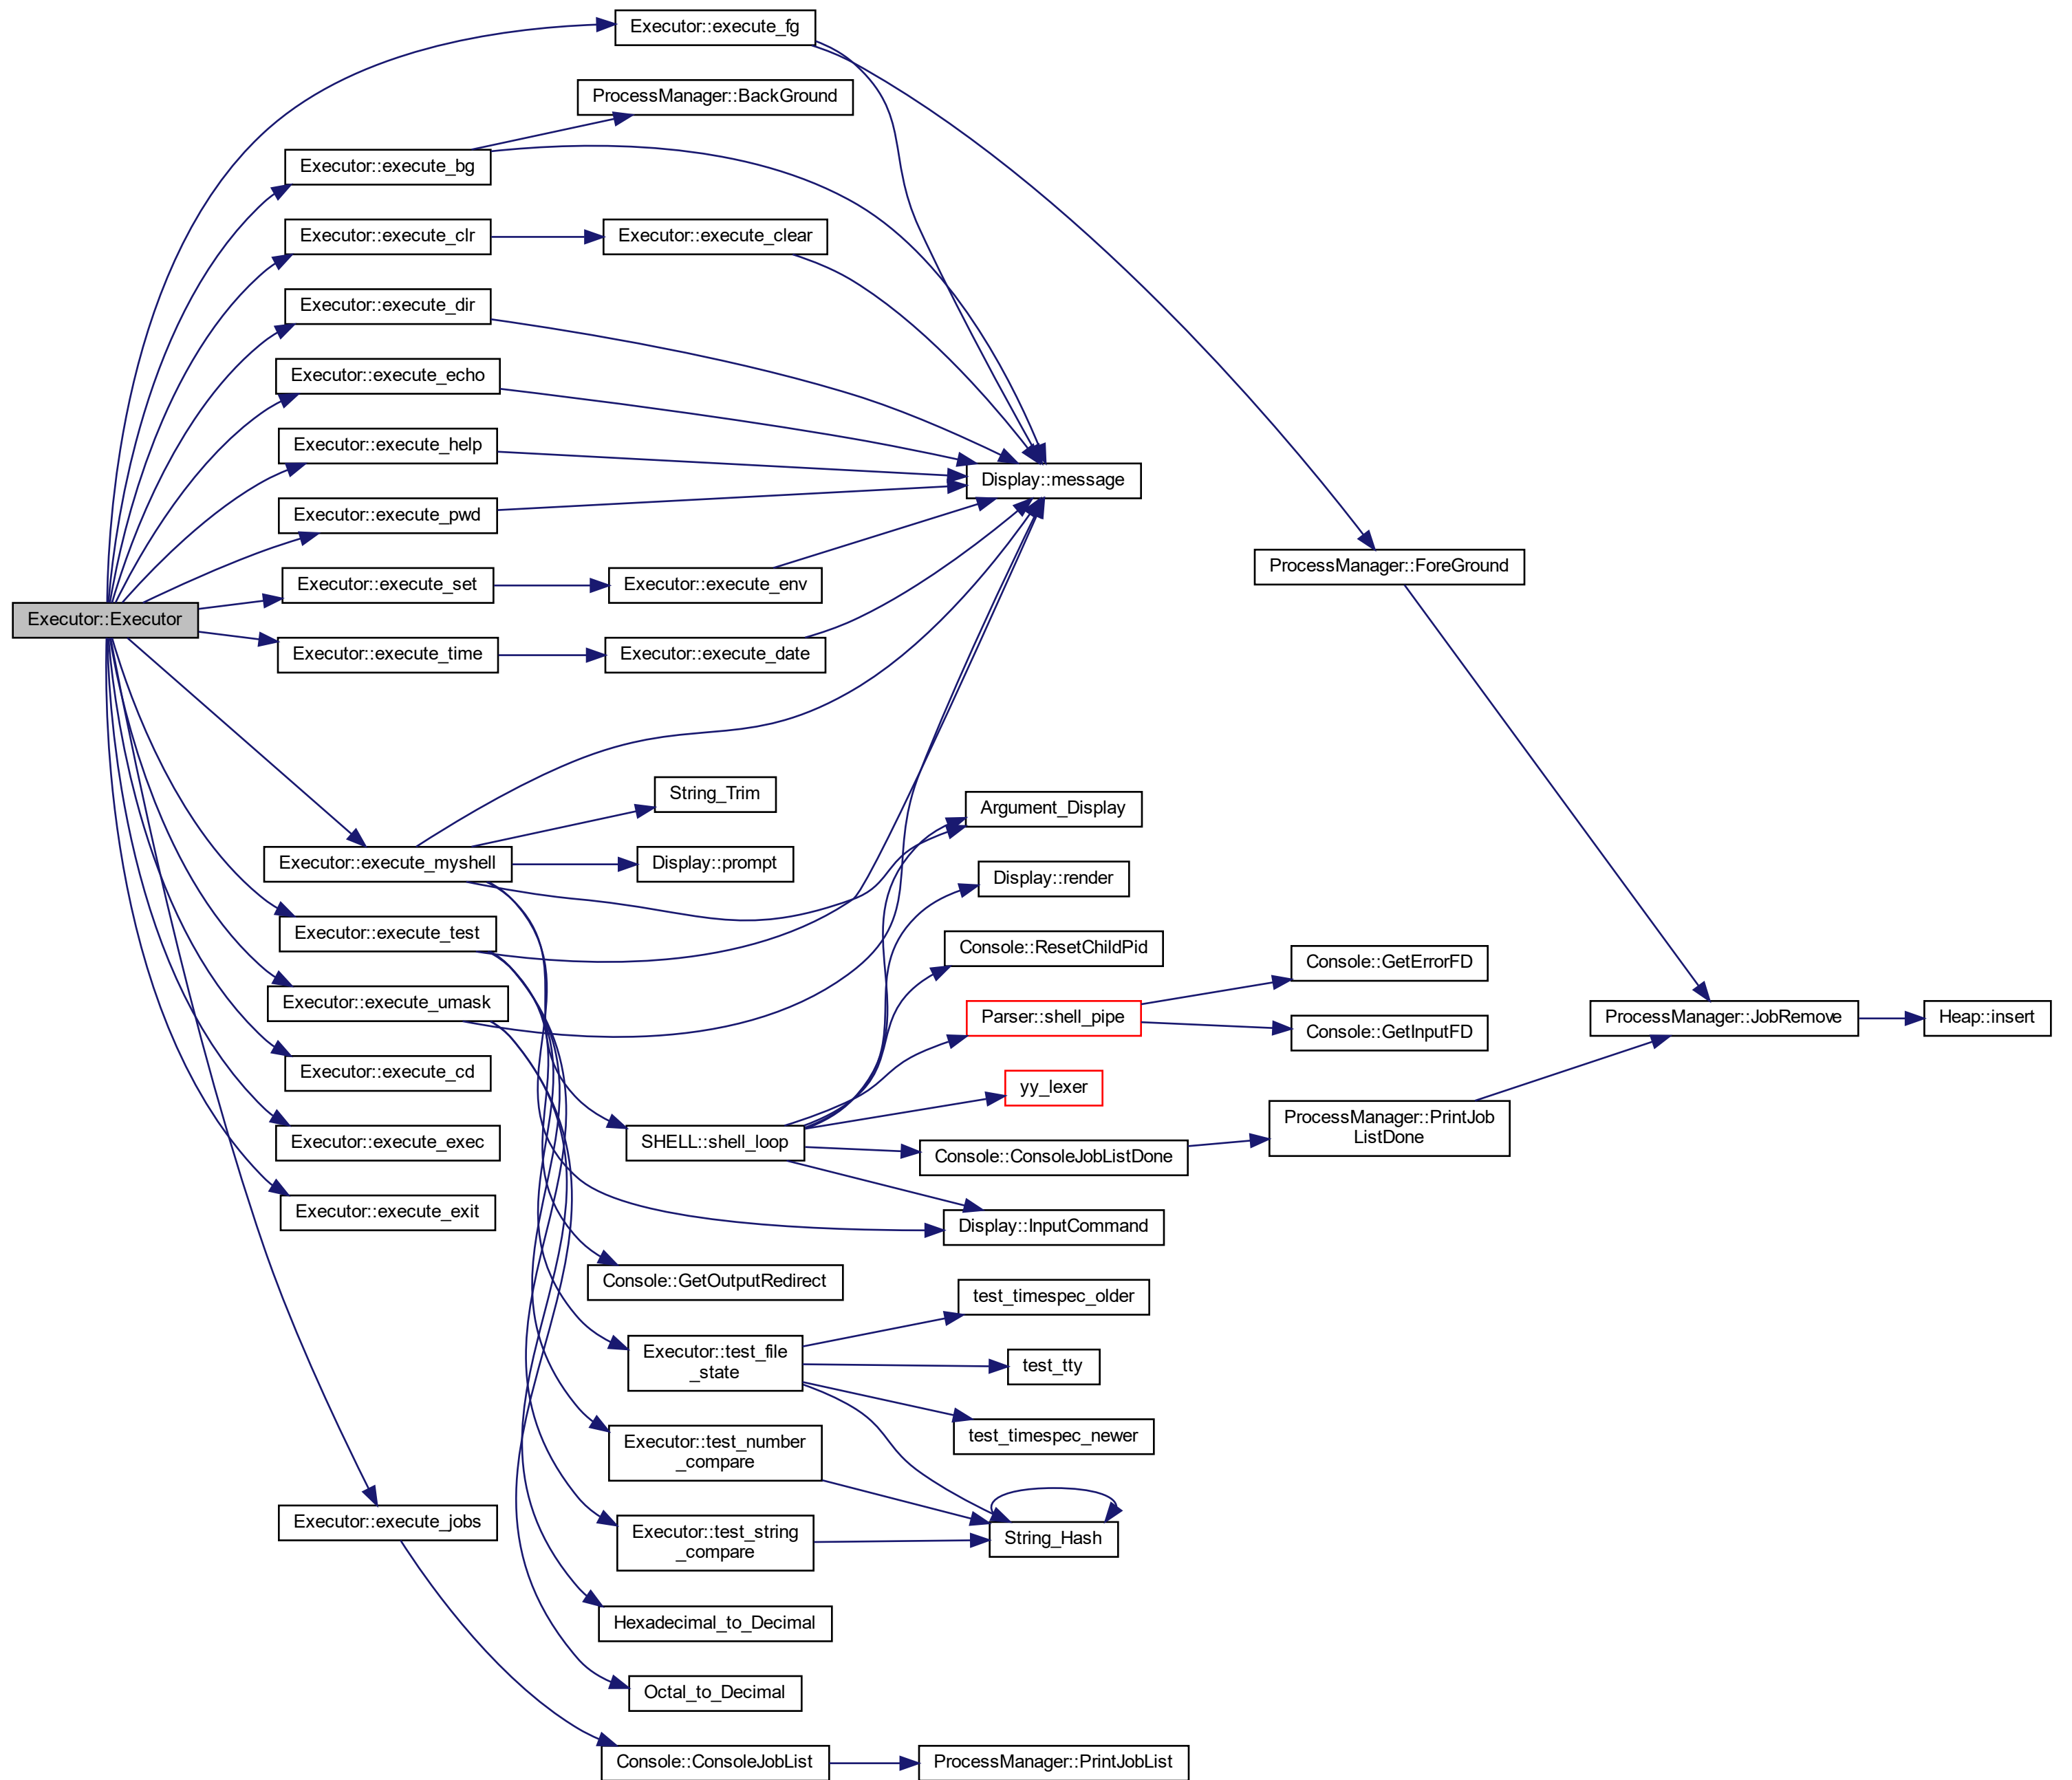 Executor::execute_fg
ProcessManager::BackGround
Executor::execute_bg
Executor::execute_clr
Executor::execute_clear
Executor::execute_dir
Executor::execute_echo
Executor::execute_help
Display::message
Executor::execute_pwd
ProcessManager::ForeGround
Executor::execute_set
Executor::execute_env
Executor::Executor
Executor::execute_time
Executor::execute_date
String_Trim
Argument_Display
Executor::execute_myshell
Display::prompt
Display::render
Executor::execute_test
Console::ResetChildPid
Console::GetErrorFD
Executor::execute_umask
Parser::shell_pipe
Console::GetInputFD
ProcessManager::JobRemove
Heap::insert
Executor::execute_cd
yy_lexer
Executor::execute_exec
SHELL::shell_loop
Console::ConsoleJobListDone
ProcessManager::PrintJob
ListDone
Executor::execute_exit
Display::InputCommand
Console::GetOutputRedirect
test_timespec_older
Executor::test_file
_state
test_tty
test_timespec_newer
Executor::test_number
_compare
Executor::execute_jobs
Executor::test_string
_compare
String_Hash
Hexadecimal_to_Decimal
Octal_to_Decimal
Console::ConsoleJobList
ProcessManager::PrintJobList